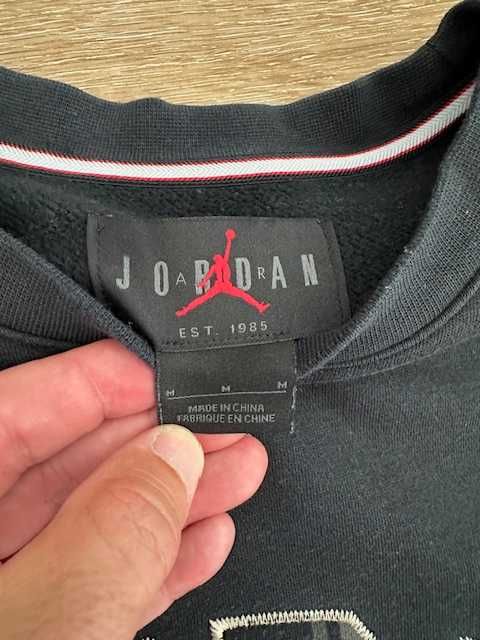 JORDAN
AIR
EST. 1985
M M M
MADE IN CHINA
FABRIQUE EN CHINE